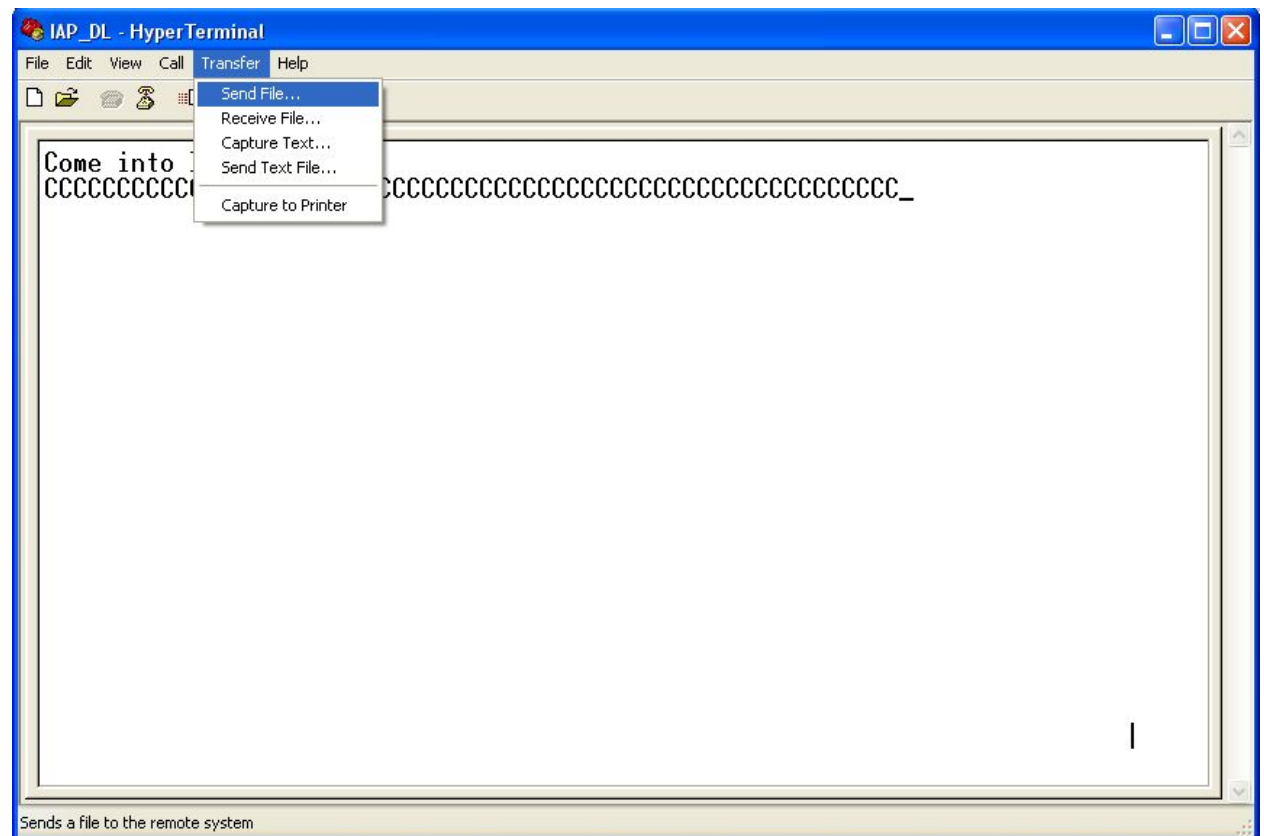 IAP_DL - HyperTerminal
File Edit View Call Transfer Help
Send File...
Receive File...
Capture Text...
Send Text File...
Capture to Printer
Come into
CCCCCCCCCC CCCCCCCCCCCCCCCCCCCCCCCCCCCCCCCCCCC_
Sends a file to the remote system